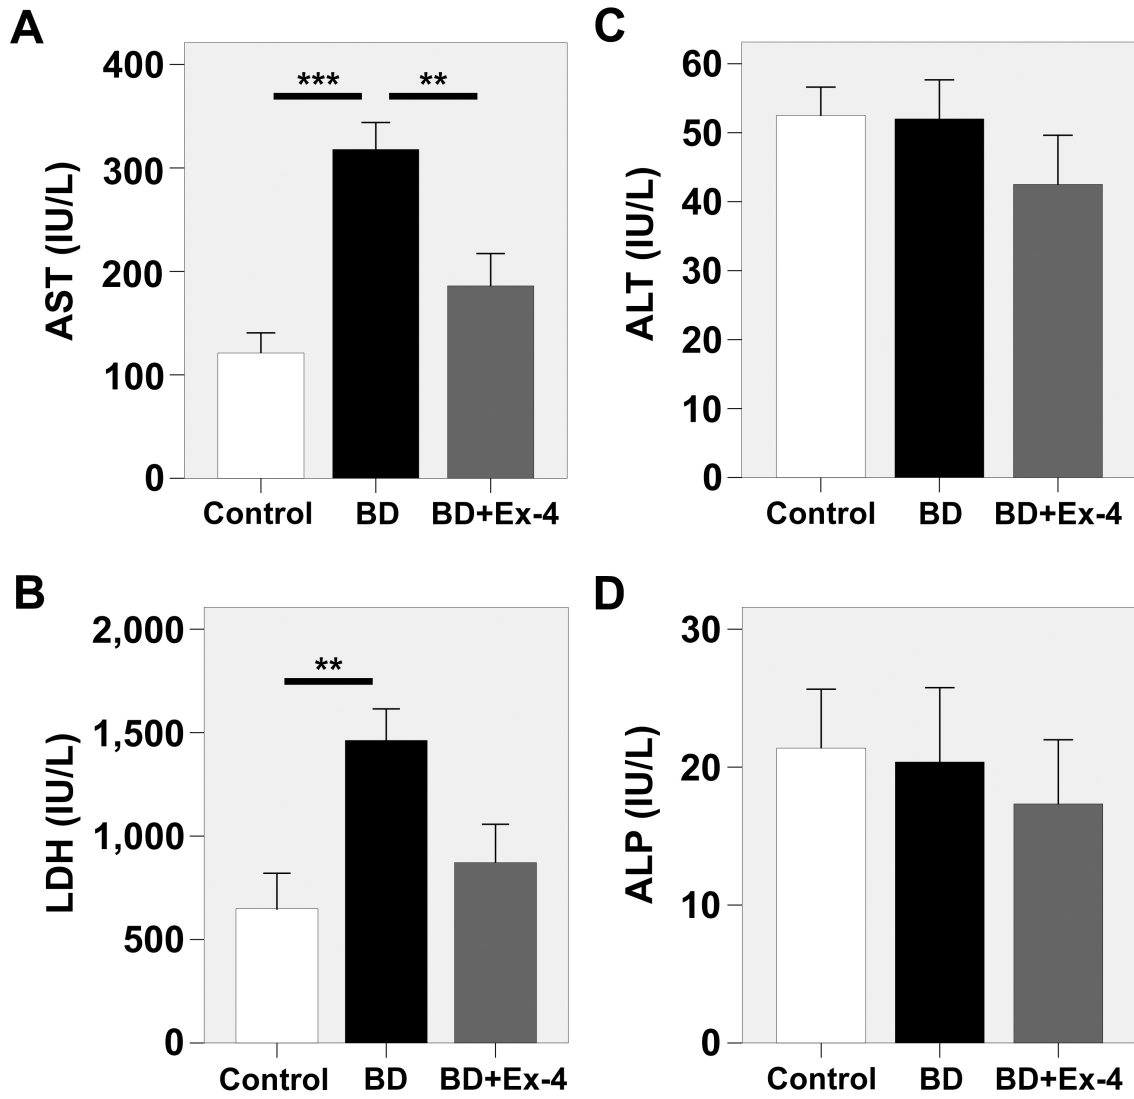 A
AST (IU/L)
400
300
200
100
0
***
**
Control BD BD+Ex-4
C
ALT (IU/L)
60
50
40
30
20
10
0
Control BD BD+Ex-4
B
LDH (IU/L)
2,000
1,500
1,000
500
0
**
Control BD BD+Ex-4
D
ALP (IU/L)
30
20
10
0
Control BD BD+Ex-4